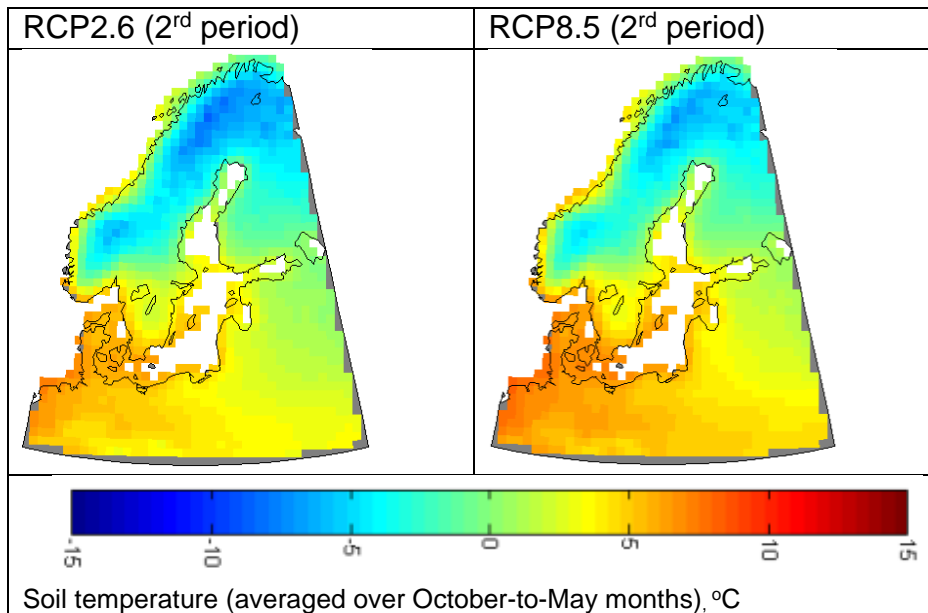 RCP2.6 (2rd period)
RCP8.5 (2rd period)
-15 -10 -5 0 5 10 15
Soil temperature (averaged over October-to-May months), oC